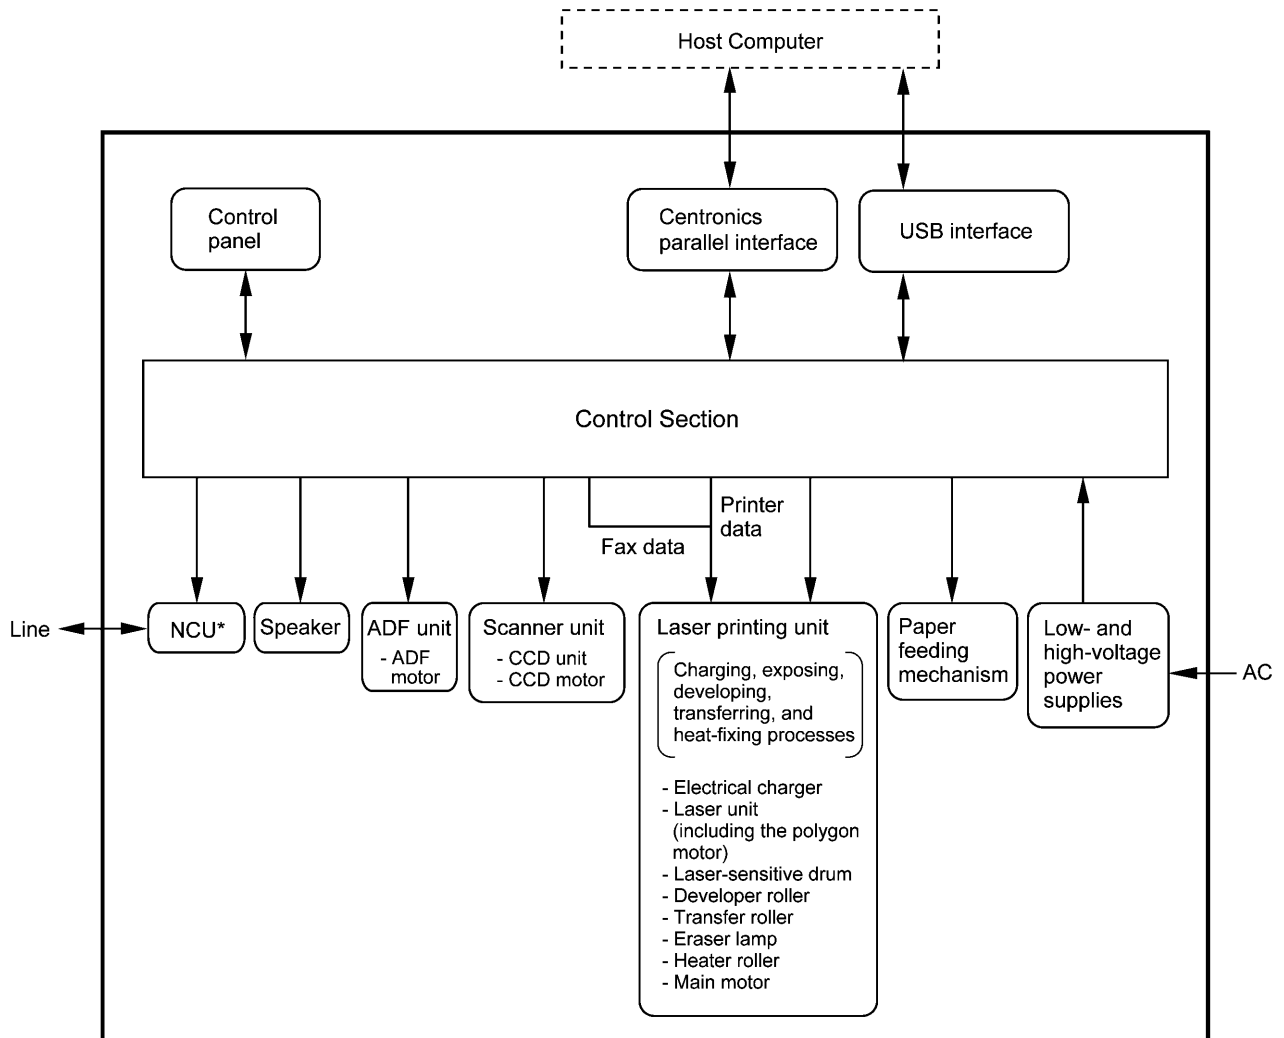 Host Computer
Control
panel
Centronics
parallel interface
USB interface
Control Section
Printer
data
Fax data
Line
NCU*
Speaker
ADF unit
- ADF
motor
Scanner unit
- CCD unit
- CCD motor
Laser printing unit
Charging, exposing,
developing,
transferring, and
heat-fixing processes
- Electrical charger
- Laser unit
(including the polygon
motor)
- Laser-sensitive drum
- Developer roller
- Transfer roller
- Eraser lamp
- Heater roller
- Main motor
Paper
feeding
mechanism
Low- and
high-voltage
power
supplies
AC